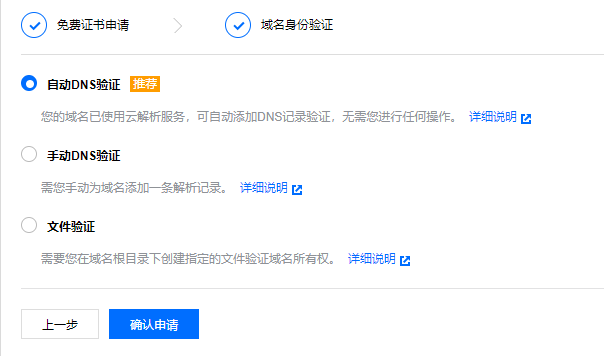 免费证书申请 域名身份验证
自动DNS验证 推荐
您的域名已使用云解析服务，可自动添加DNS记录验证，无需您进行任何操作。 详细说明
手动DNS验证
需您手动为域名添加一条解析记录。 详细说明
文件验证
需要您在域名根目录下创建指定的文件验证域名所有权。 详细说明
上一步 确认申请